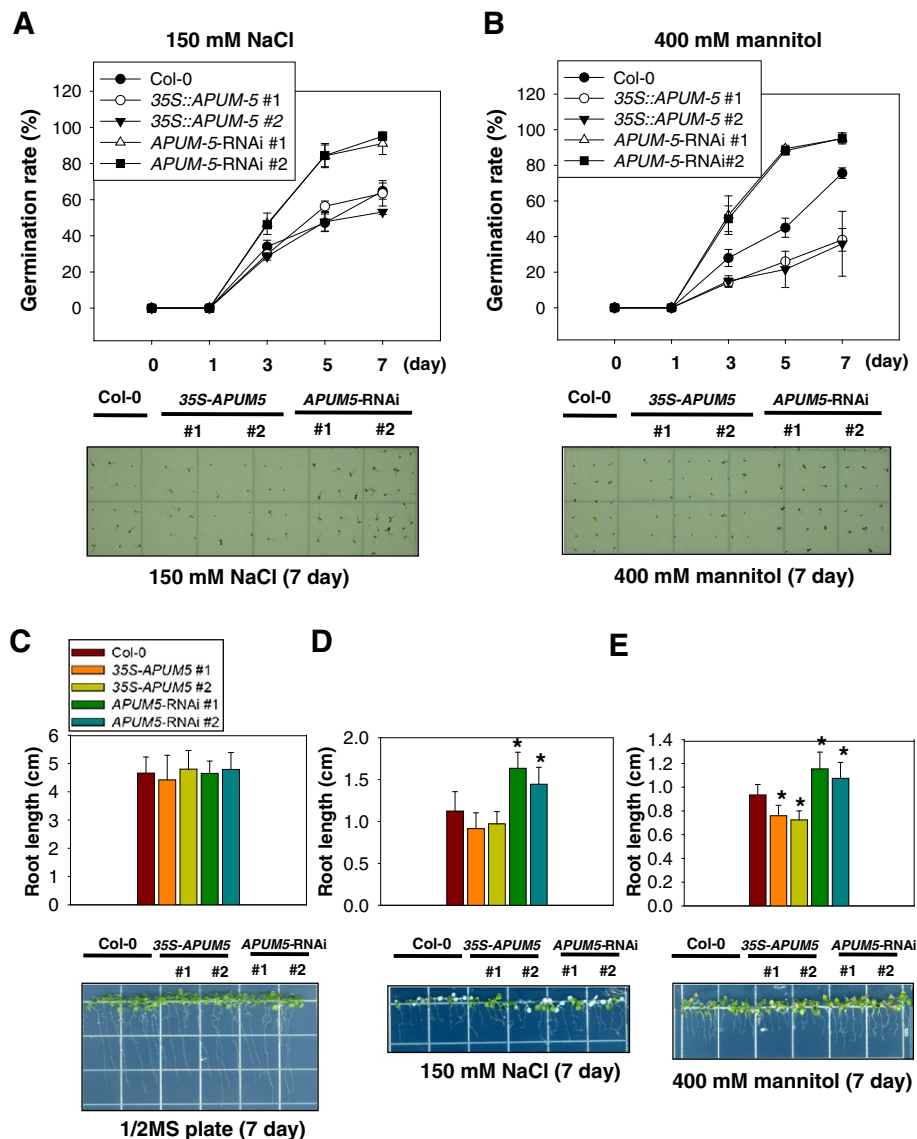 A
150 mM NaCl
Col-0
35S::APUM-5 #1
35S::APUM-5 #2
APUM-5-RNAi #1
APUM-5-RNAi #2
Germination rate (%)
120
100
80
60
40
20
0
0 1 3 5 7 (day)
Col-0 35S-APUM5 APUM5-RNAi
#1 #2 #1 #2
150 mM NaCl (7 day)
B
400 mM mannitol
Col-0
35S::APUM-5 #1
35S::APUM-5 #2
APUM-5-RNAi #1
APUM-5-RNAi#2
Germination rate (%)
120
100
80
60
40
20
0
0 1 3 5 7 (day)
Col-0 35S-APUM5 APUM5-RNAi
#1 #2 #1 #2
400 mM mannitol (7 day)
C
Col-0
35S-APUM5 #1
35S-APUM5 #2
APUM5-RNAi #1
APUM5-RNAi #2
Root length (cm)
6
5
4
3
2
1
0
Col-0 35S-APUM5 APUM5-RNAi
#1 #2 #1 #2
1/2MS plate (7 day)
D
Root length (cm)
2.0
1.5
1.0
0.5
0.0
* *
Col-0 35S-APUM5 APUM5-RNAi
#1 #2 #1 #2
150 mM NaCl (7 day)
E
Root length (cm)
1.4
1.2
1.0
0.8
0.6
0.4
0.2
0.0
* * * *
Col-0 35S-APUM5 APUM5-RNAi
#1 #2 #1 #2
400 mM mannitol (7 day)